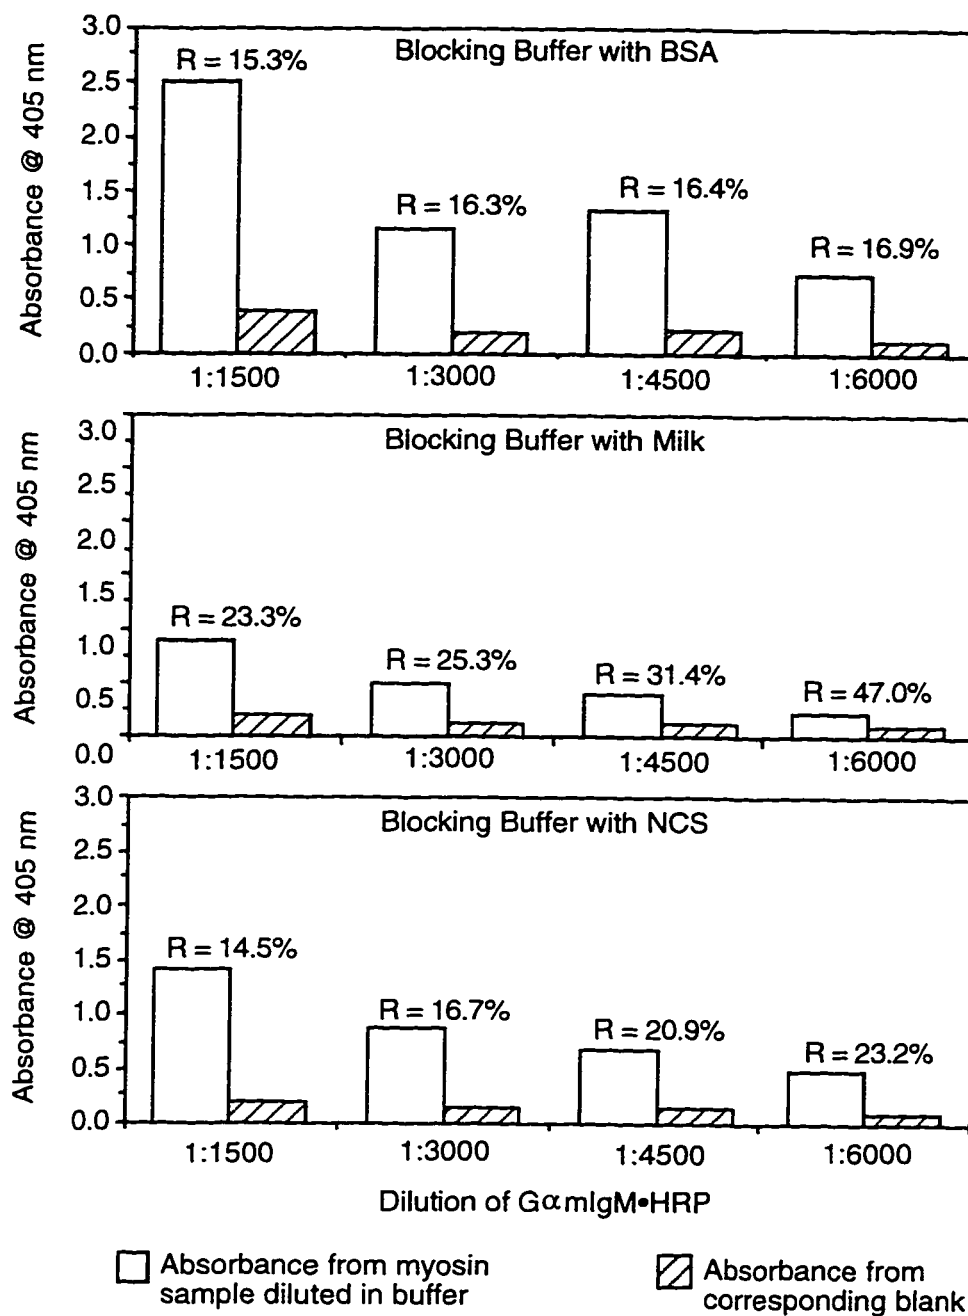 Blocking Buffer with BSA
Absorbance @ 405 nm
3.0
2.5
2.0
1.5
1.0
0.5
0.0
R = 15.3%
R = 16.3%
R = 16.4%
R = 16.9%
1:1500
1:3000
1:4500
1:6000
Blocking Buffer with Milk
Absorbance @ 405 nm
3.0
2.5
2.0
1.5
1.0
0.5
0.0
R = 23.3%
R = 25.3%
R = 31.4%
R = 47.0%
1:1500
1:3000
1:4500
1:6000
Blocking Buffer with NCS
Absorbance @ 405 nm
3.0
2.5
2.0
1.5
1.0
0.5
0.0
R = 14.5%
R = 16.7%
R = 20.9%
R = 23.2%
1:1500
1:3000
1:4500
1:6000
Dilution of GαmIgM•HRP
Absorbance from myosin
sample diluted in buffer
Absorbance from
corresponding blank